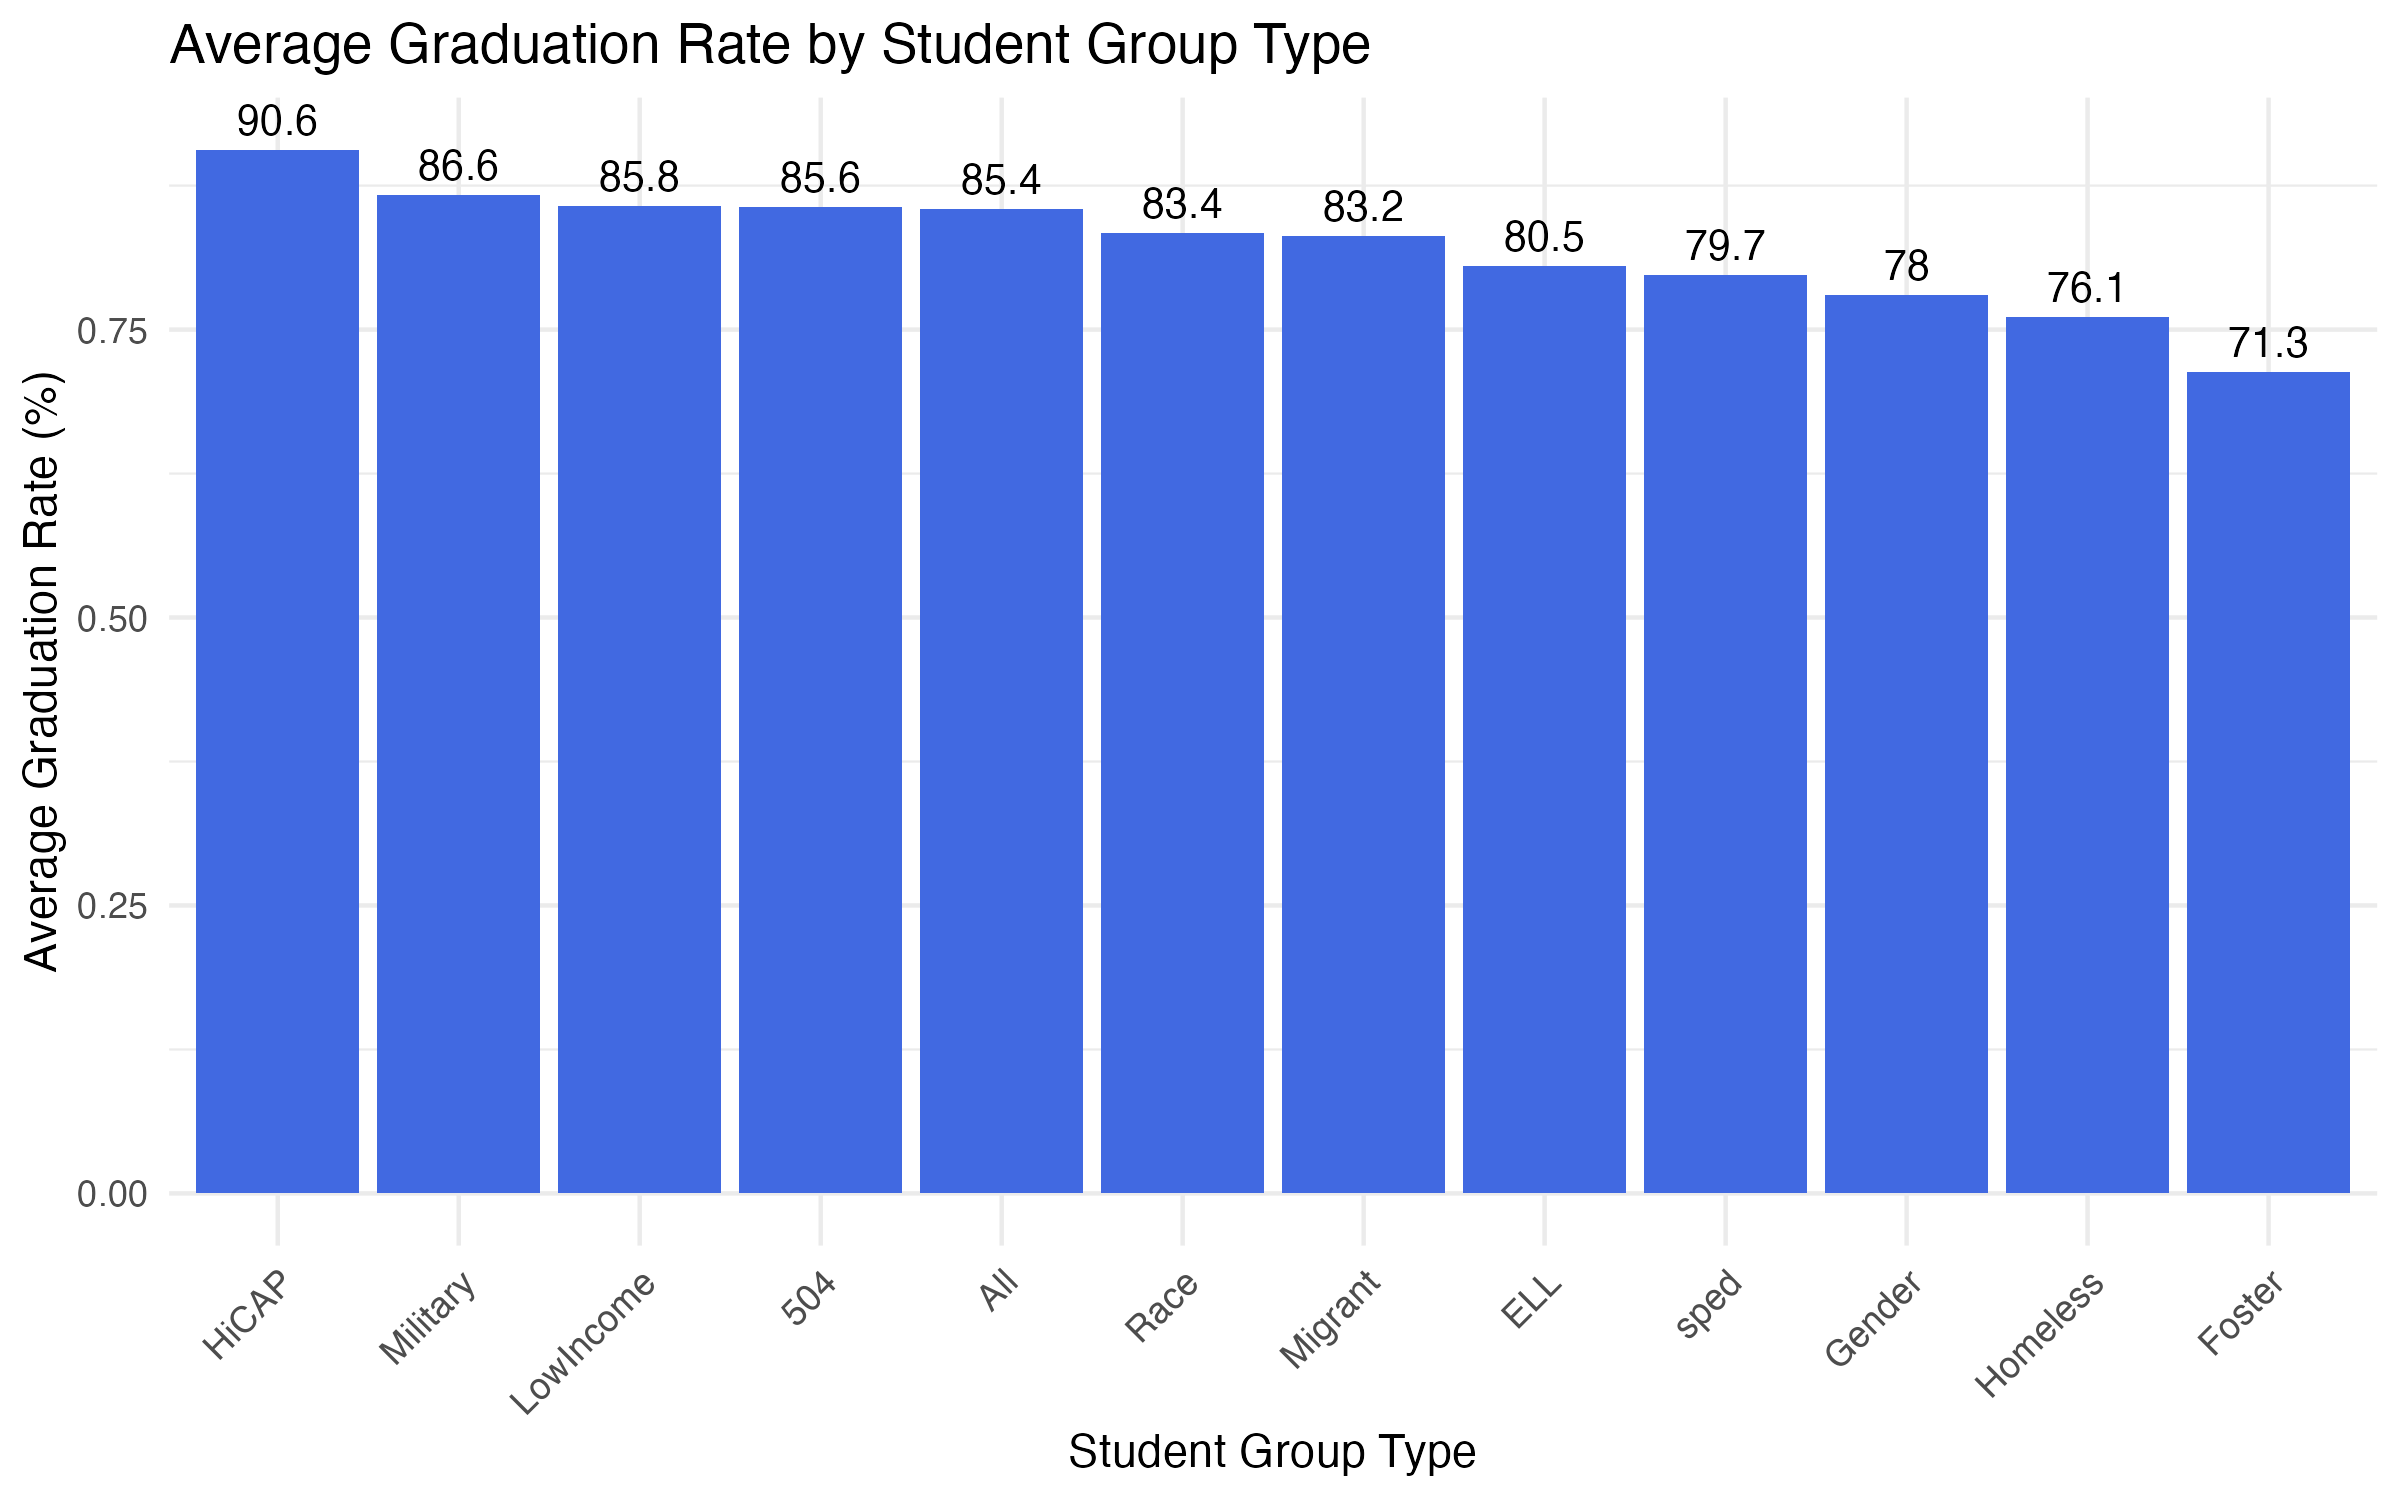 Average Graduation Rate by Student Group Type
90.6
86.6
85.8
85.6
85.4
83.4
83.2
80.5
79.7
78
76.1
71.3
Average Graduation Rate (%)
0.75
0.50
0.25
0.00
HiCAP
Military
LowIncome
504
All
Race
Migrant
ELL
sped
Gender
Homeless
Foster
Student Group Type